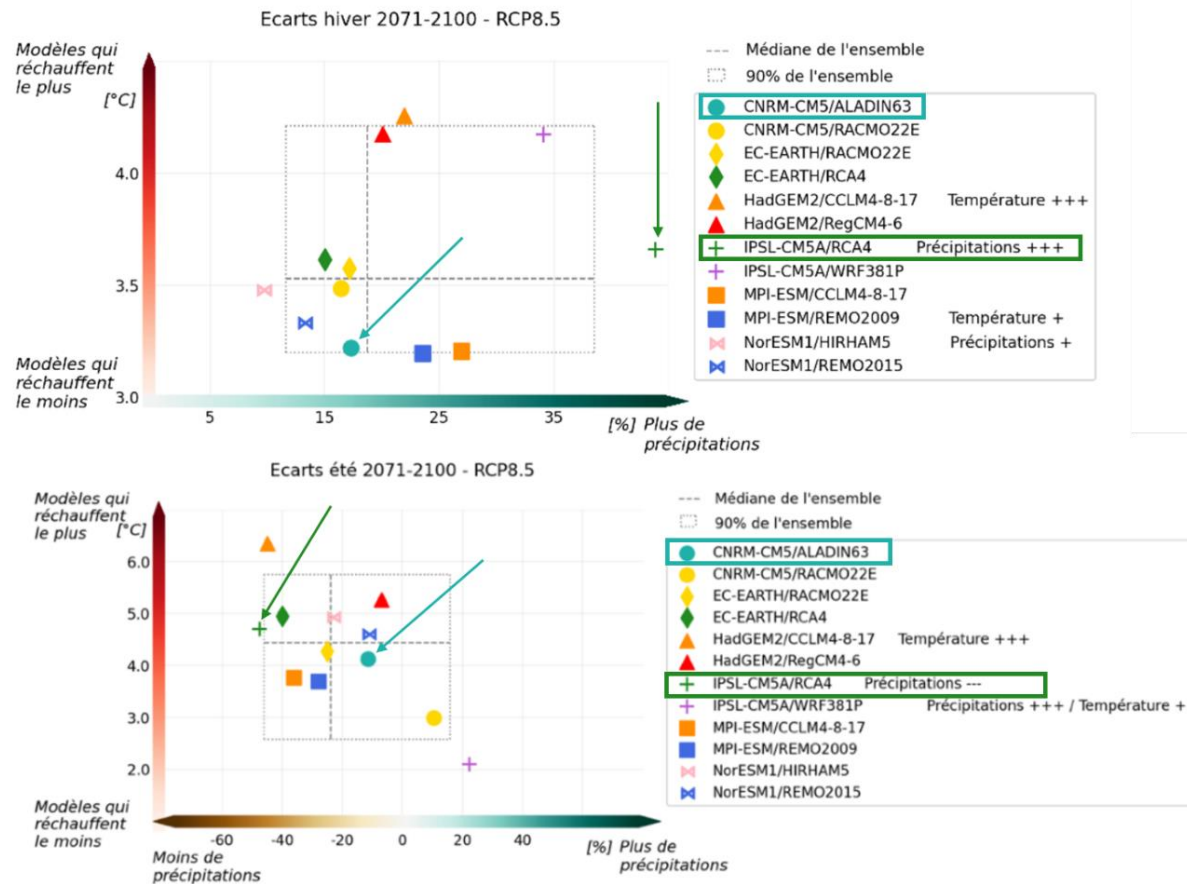 Ecarts hiver 2071-2100 - RCP8.5
Modèles qui
réchauffent
le plus
[°C]
4.0
3.5
3.0
Modèles qui
réchauffent
le moins
5 15 25 35
[%] Plus de
précipitations
Médiane de l'ensemble
90% de l'ensemble
CNRM-CM5/ALADIN63
CNRM-CM5/RACMO22E
EC-EARTH/RACMO22E
EC-EARTH/RCA4
HadGEM2/CCLM4-8-17 Température +++
HadGEM2/RegCM4-6
IPSL-CM5A/RCA4 Précipitations +++
IPSL-CM5A/WRF381P
MPI-ESM/CCLM4-8-17
MPI-ESM/REMO2009 Température +
NorESM1/HIRHAM5 Précipitations +
NorESM1/REMO2015
Ecarts été 2071-2100 - RCP8.5
Modèles qui
réchauffent
le plus
[°C]
6.0
5.0
4.0
3.0
2.0
Modèles qui
réchauffent
le moins
-60 -40 -20 0 20 40
Moins de
précipitations
[%] Plus de
précipitations
Médiane de l'ensemble
90% de l'ensemble
CNRM-CM5/ALADIN63
CNRM-CM5/RACMO22E
EC-EARTH/RACMO22E
EC-EARTH/RCA4
HadGEM2/CCLM4-8-17 Température +++
HadGEM2/RegCM4-6
IPSL-CM5A/RCA4 Précipitations ---
IPSL-CM5A/WRF381P Précipitations +++ / Température +
MPI-ESM/CCLM4-8-17
MPI-ESM/REMO2009
NorESM1/HIRHAM5
NorESM1/REMO2015